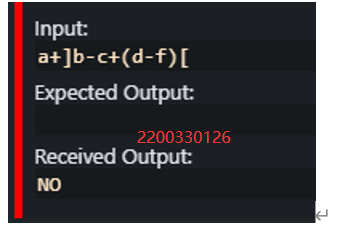 Input:
a+]b-c+(d-f)[
Expected Output:
2200330126
Received Output:
NO